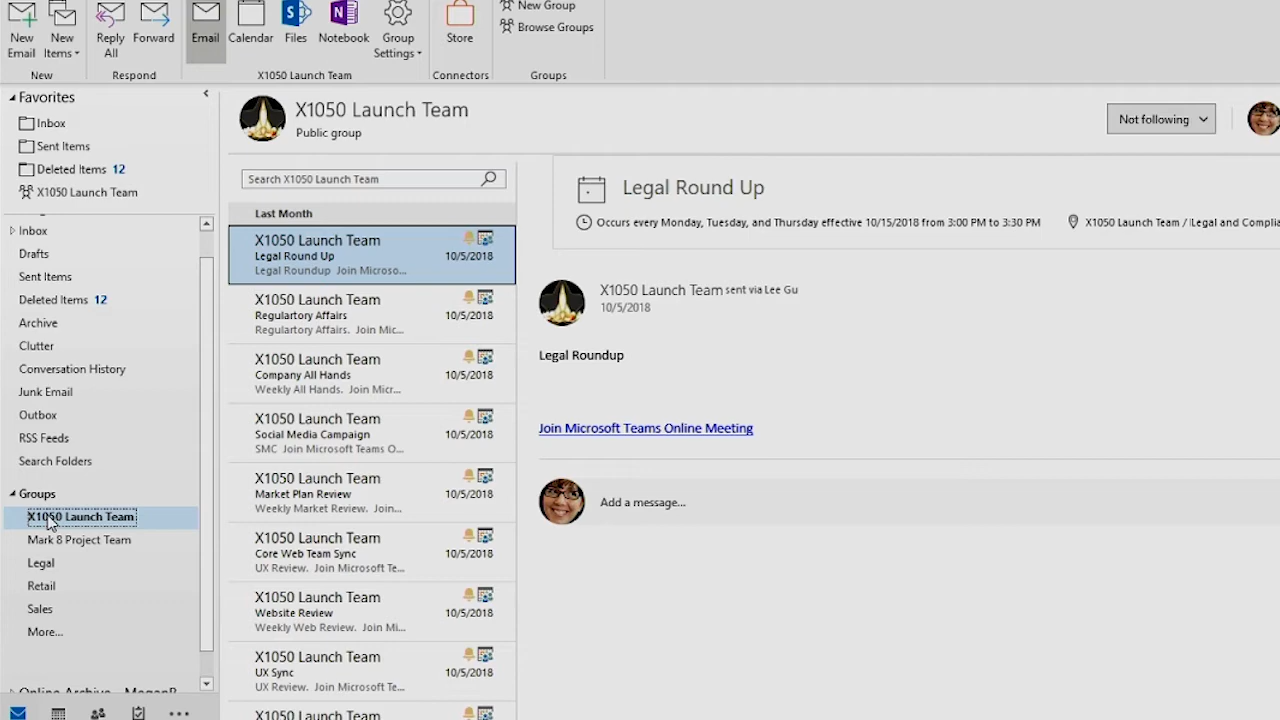 New Email
New Items
New
Reply All
Forward
Respond
Email
Calendar
Files
Notebook
Group Settings
X1050 Launch Team
Store
Connectors
New Group
Browse Groups
Groups
Favorites
Inbox
Sent Items
Deleted Items 12
X1050 Launch Team
Inbox
Drafts
Sent Items
Deleted Items 12
Archive
Clutter
Conversation History
Junk Email
Outbox
RSS Feeds
Search Folders
Groups
X1050 Launch Team
Mark 8 Project Team
Legal
Retail
Sales
More...
Online Archive - MeganB
X1050 Launch Team
Public group
Not following
Search X1050 Launch Team
Last Month
X1050 Launch Team
Legal Round Up 10/5/2018
Legal Roundup Join Microso...
X1050 Launch Team
Regulartory Affairs 10/5/2018
Regulartory Affairs. Join Mic...
X1050 Launch Team
Company All Hands 10/5/2018
Weekly All Hands. Join Micr...
X1050 Launch Team
Social Media Campaign 10/5/2018
SMC Join Microsoft Teams O...
X1050 Launch Team
Market Plan Review 10/5/2018
Weekly Market Review. Join...
X1050 Launch Team
Core Web Team Sync 10/5/2018
UX Review. Join Microsoft Te...
X1050 Launch Team
Website Review 10/5/2018
Weekly Web Review. Join Mi...
X1050 Launch Team
UX Sync 10/5/2018
UX Review. Join Microsoft Te...
X1050 Launch Team
Legal Round Up
Occurs every Monday, Tuesday, and Thursday effective 10/15/2018 from 3:00 PM to 3:30 PM
X1050 Launch Team / Legal and Complia
X1050 Launch Team sent via Lee Gu
10/5/2018
Legal Roundup
Join Microsoft Teams Online Meeting
Add a message...